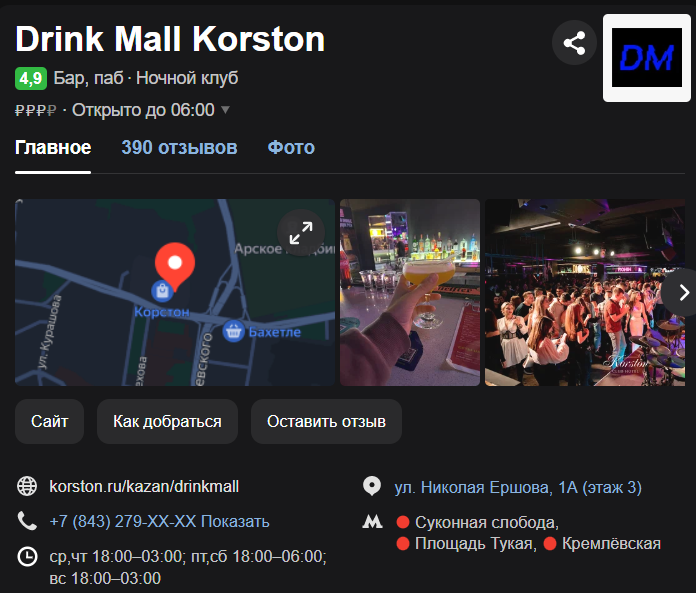 Drink Mall Korston
DM
4,9 Бар, паб · Ночной клуб
₽₽₽₽ · Открыто до 06:00
Главное 390 отзывов Фото
Арское
Корстон
Бахетле
ул. Курашова
Korston
Сайт Как добраться Оставить отзыв
korston.ru/kazan/drinkmall
+7 (843) 279-XX-XX Показать
ср,чт 18:00–03:00; пт,сб 18:00–06:00;
вс 18:00–03:00
ул. Николая Ершова, 1А (этаж 3)
Суконная слобода,
Площадь Тукая, Кремлёвская